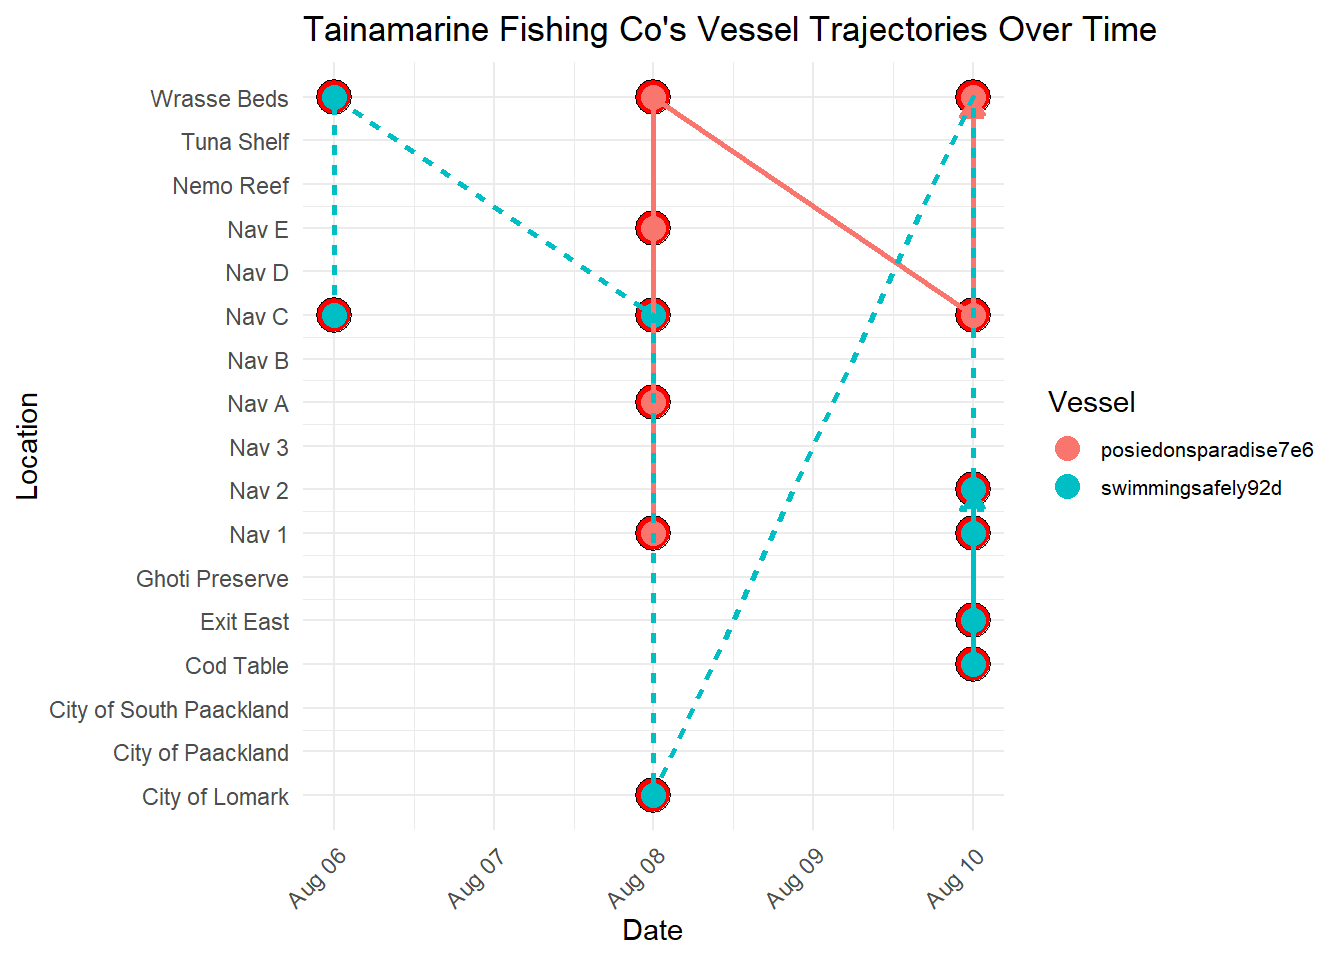 Tainamarine Fishing Co's Vessel Trajectories Over Time
Location
Wrasse Beds
Tuna Shelf
Nemo Reef
Nav E
Nav D
Nav C
Nav B
Nav A
Nav 3
Nav 2
Nav 1
Ghoti Preserve
Exit East
Cod Table
City of South Paackland
City of Paackland
City of Lomark
Aug 06
Aug 07
Aug 08
Aug 09
Aug 10
Date
Vessel
posiedonsparadise7e6
swimmingsafely92d